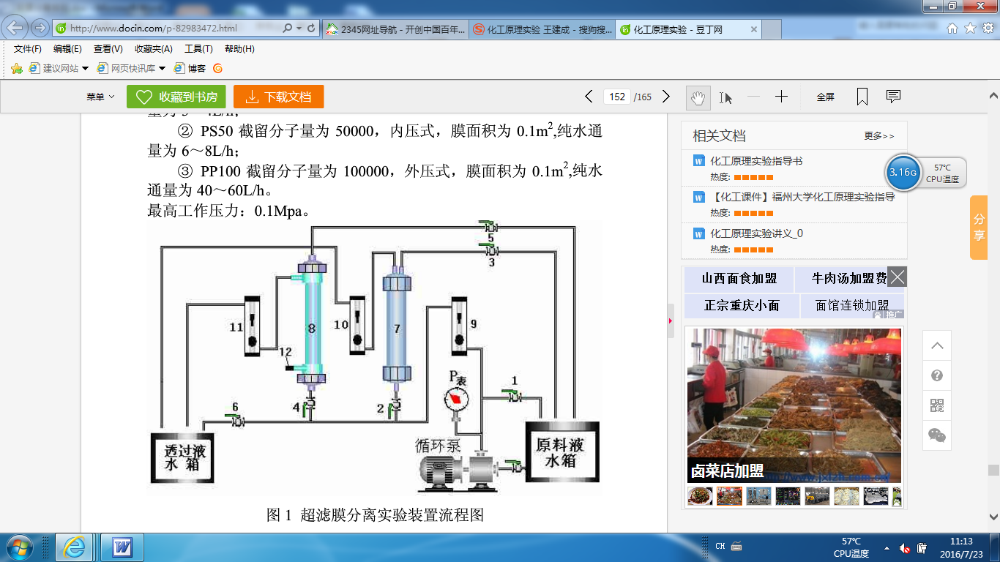 http://www.docin.com/p-82983472.html
2345网址导航 - 开创中国百年...
化工原理实验 王建成 - 搜狗搜...
化工原理实验 - 豆丁网
文件(F) 编辑(E) 查看(V) 收藏夹(A) 工具(T) 帮助(H)
建议网站 网页快讯库 博客
菜单 收藏到书房 下载文档 152 /165 全屏
② PS50 截留分子量为 50000，内压式，膜面积为 0.1m²,纯水通
量为 6～8L/h；
③ PP100 截留分子量为 100000，外压式，膜面积为 0.1m²,纯水
通量为 40～60L/h。
最高工作压力：0.1Mpa。
5
3
11
8
10
7
9
12
P表
1
6
4
2
透过液
水 箱
循环泵
原料液
水箱
图 1 超滤膜分离实验装置流程图
相关文档 更多>>
化工原理实验指导书
热度:
【化工课件】福州大学化工原理实验指导
热度:
化工原理实验讲义_0
热度:
3.16G
57℃
CPU温度
分享
山西面食加盟 牛肉汤加盟费
正宗重庆小面 面馆连锁加盟
推广
卤菜店加盟
CH
57℃
CPU温度
11:13
2016/7/23